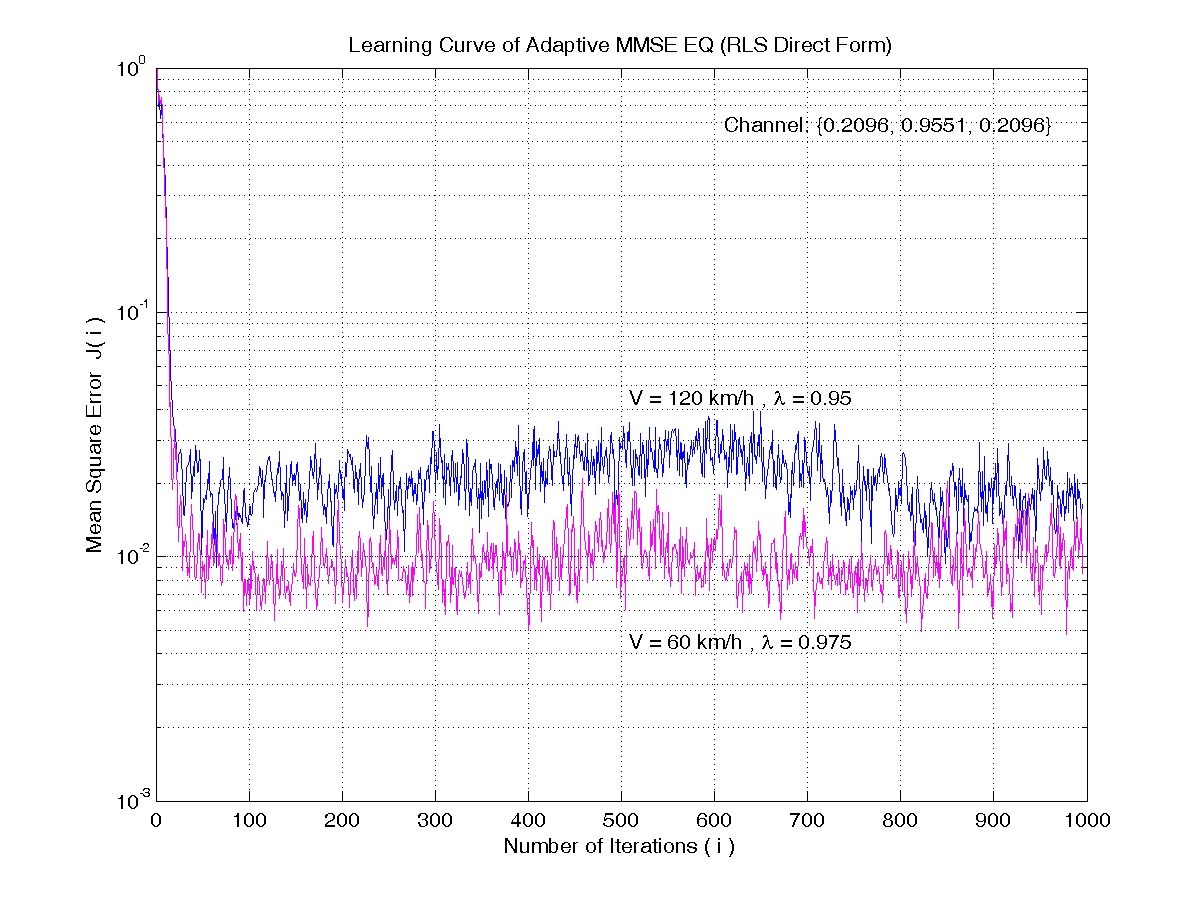 Learning Curve of Adaptive MMSE EQ (RLS Direct Form)
10^0
Channel: {0.2096, 0.9551, 0.2096}
10^-1
V = 120 km/h , λ = 0.95
Mean Square Error J( i )
10^-2
V = 60 km/h , λ = 0.975
10^-3
0 100 200 300 400 500 600 700 800 900 1000
Number of Iterations ( i )